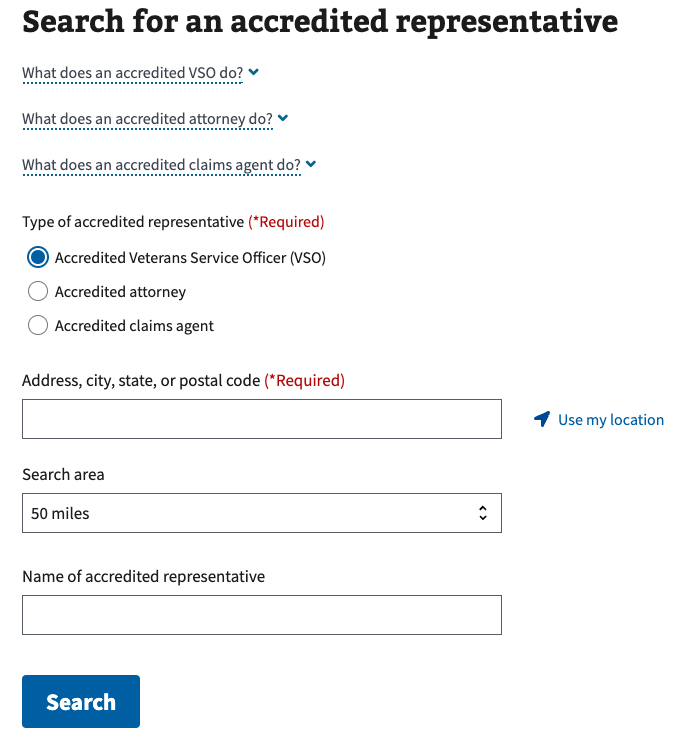 Search for an accredited representative
What does an accredited VSO do?
What does an accredited attorney do?
What does an accredited claims agent do?
Type of accredited representative (*Required)
Accredited Veterans Service Officer (VSO)
Accredited attorney
Accredited claims agent
Address, city, state, or postal code (*Required)
Use my location
Search area
50 miles
Name of accredited representative
Search